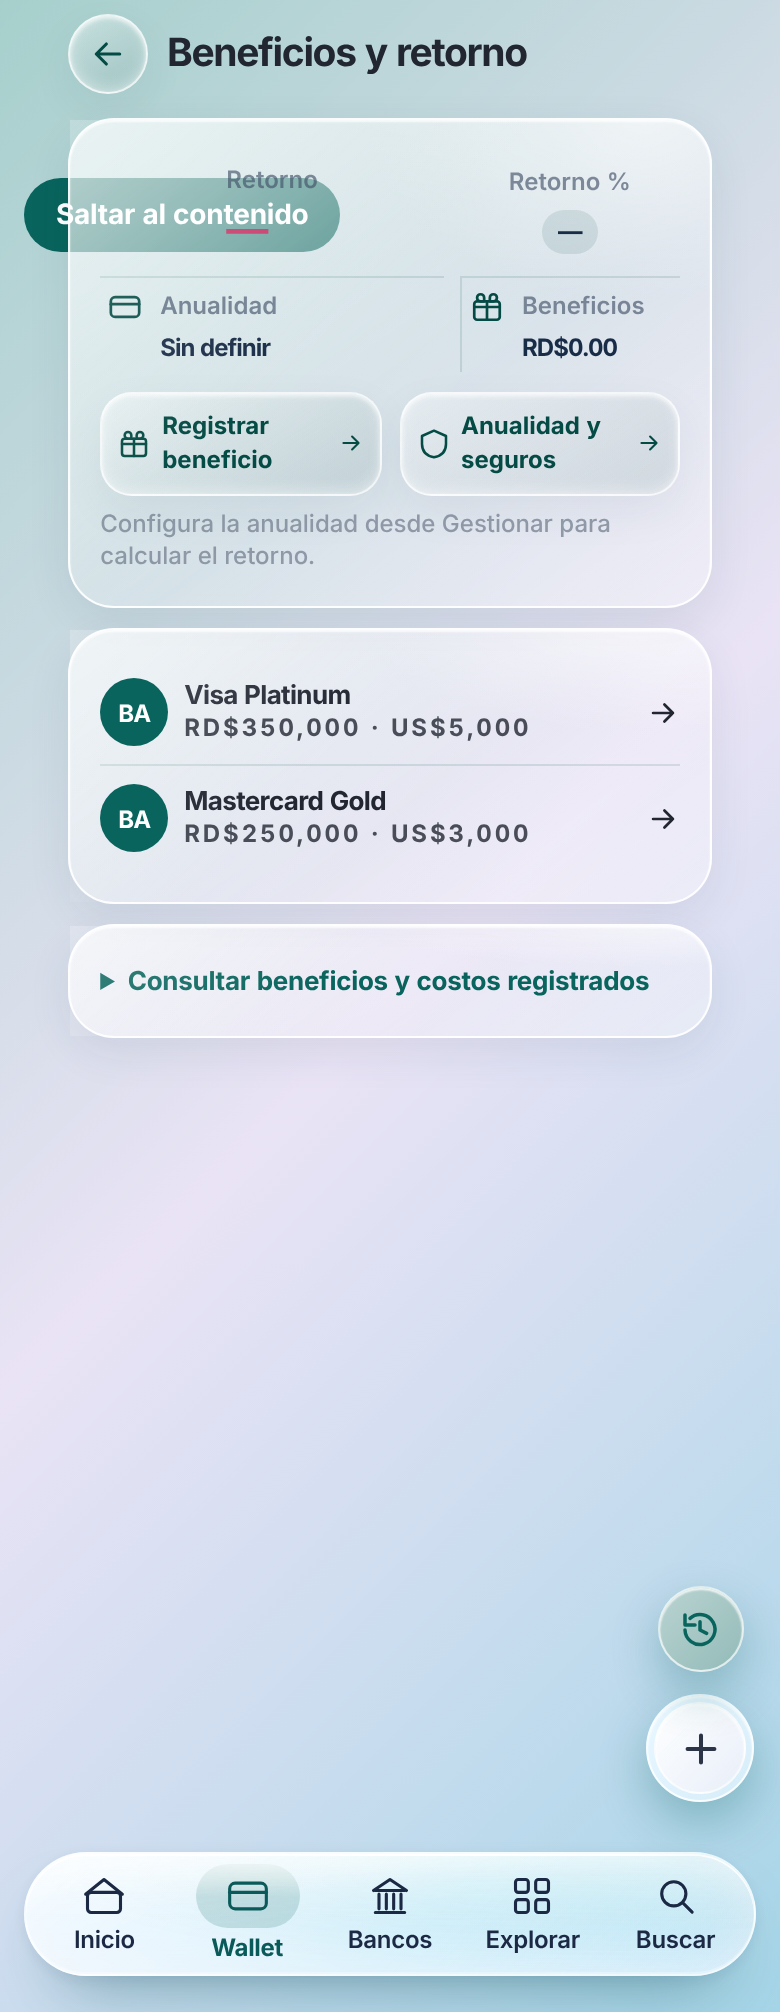 Beneficios y retorno
Retorno
Saltar al contenido
Retorno %
—
Anualidad
Sin definir
Beneficios
RD$0.00
Registrar
beneficio
Anualidad y
seguros
Configura la anualidad desde Gestionar para
calcular el retorno.
BA
Visa Platinum
RD$350,000 · US$5,000
BA
Mastercard Gold
RD$250,000 · US$3,000
Consultar beneficios y costos registrados
Inicio
Wallet
Bancos
Explorar
Buscar